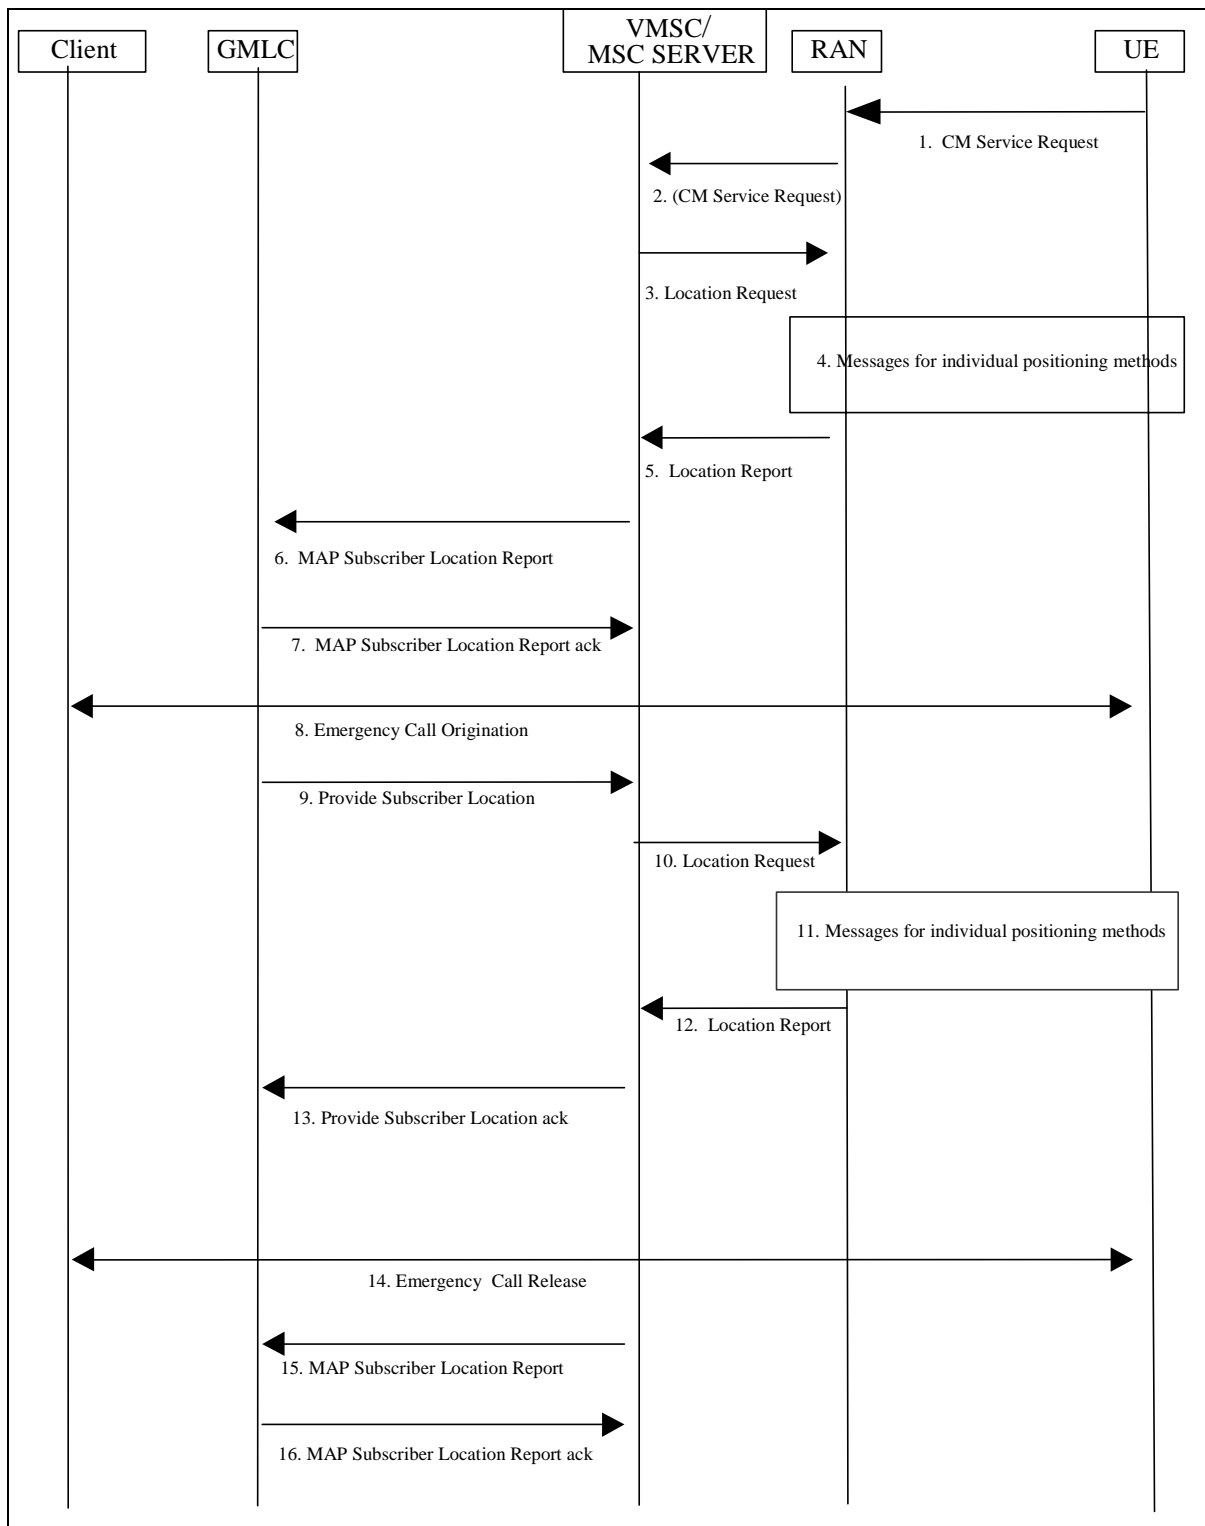 Client
GMLC
VMSC/
MSC SERVER
RAN
UE
1. CM Service Request
2. (CM Service Request)
3. Location Request
4. Messages for individual positioning methods
5. Location Report
6. MAP Subscriber Location Report
7. MAP Subscriber Location Report ack
8. Emergency Call Origination
9. Provide Subscriber Location
10. Location Request
11. Messages for individual positioning methods
12. Location Report
13. Provide Subscriber Location ack
14. Emergency Call Release
15. MAP Subscriber Location Report
16. MAP Subscriber Location Report ack